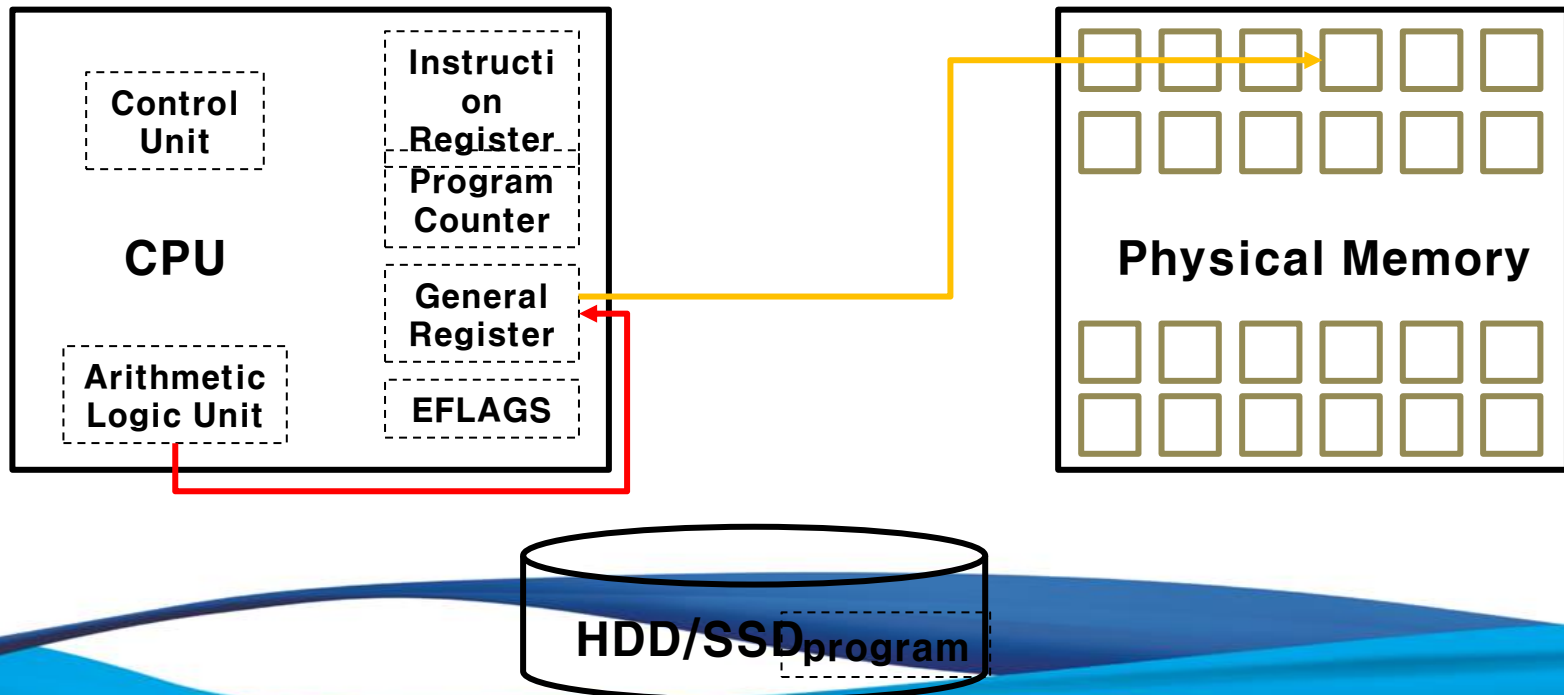 Control
Unit
CPU
Arithmetic
Logic Unit
Instructi
on
Register
Program
Counter
General
Register
EFLAGS
Physical Memory
HDD/SSD
program